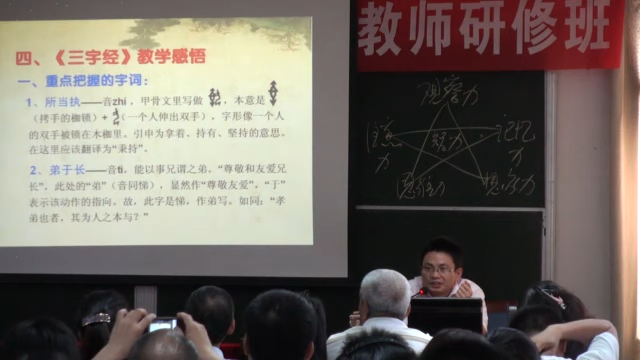 四、《三字经》教学感悟
一、重点把握的字词：
1、所当执——音zhi，甲骨文里写做 ，本意是
（拷手的枷锁）+ （一个人伸出双手），字形像一个人
的双手被锁在木枷里。引申为拿着、持有、坚持的意思。
在这里应该翻译为“秉持”。
2、弟于长——音ti。能以事兄谓之弟。“尊敬和友爱兄
长”，此处的“弟”（音同悌），显然作“尊敬友爱”，“于”
表示该动作的指向。故，此字是悌，作弟写。如同：“孝
弟也者，其为人之本与？”
教师研修班
观察力
注意力
智力
记忆力
思维力
想象力